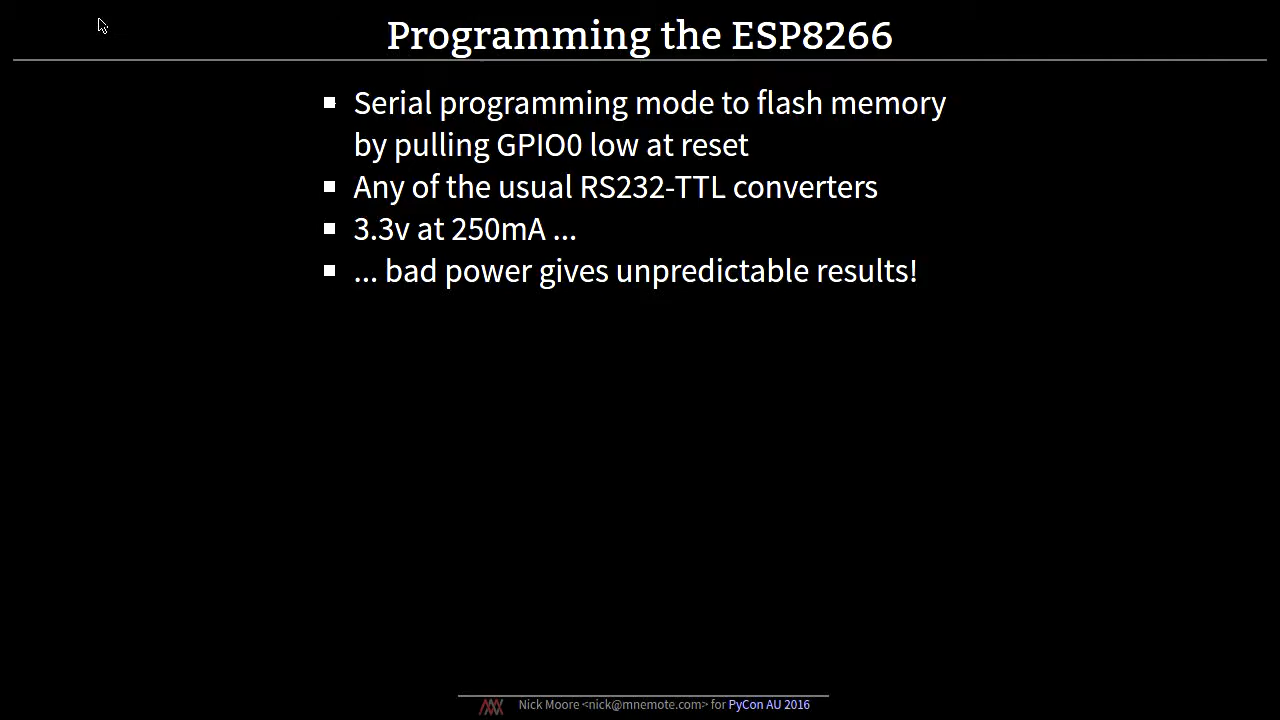 Programming the ESP8266
Serial programming mode to flash memory
by pulling GPIO0 low at reset
Any of the usual RS232-TTL converters
3.3v at 250mA ...
... bad power gives unpredictable results!
Nick Moore <nick@mnemote.com> for PyCon AU 2016